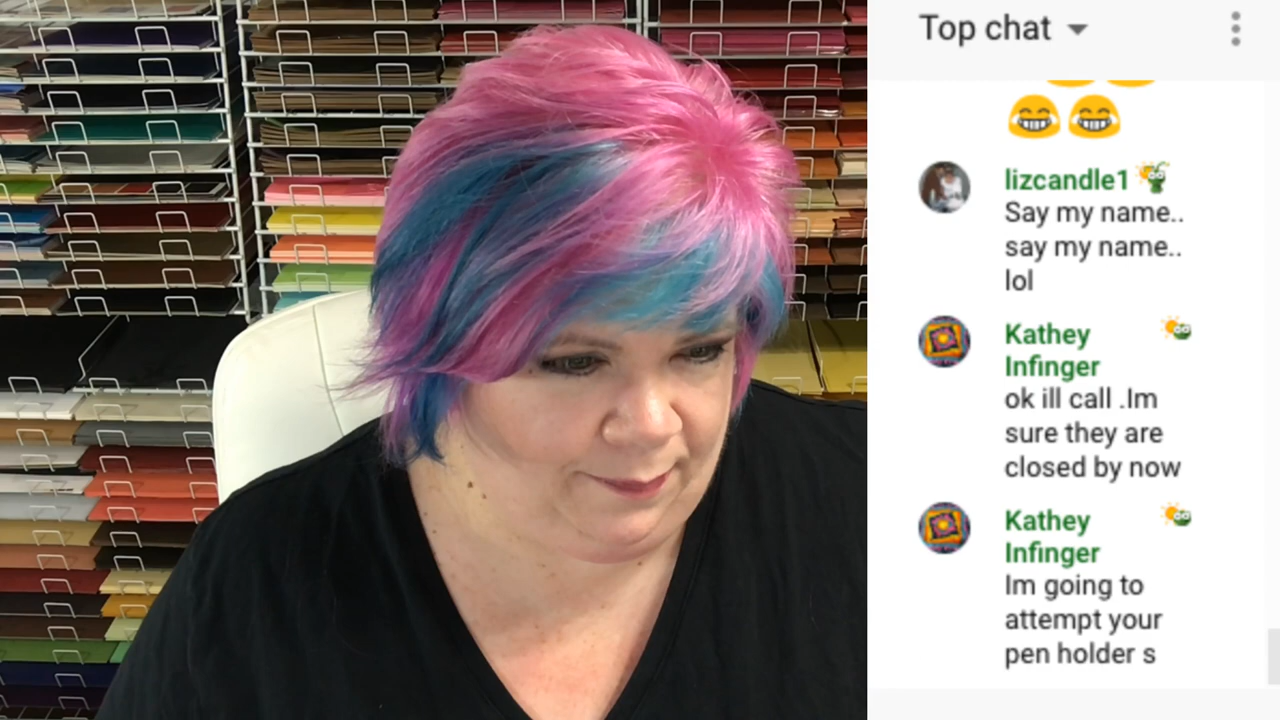 Top chat
lizcandle1
Say my name..
say my name..
lol
Kathey
Infinger
ok ill call .Im
sure they are
closed by now
Kathey
Infinger
Im going to
attempt your
pen holder s